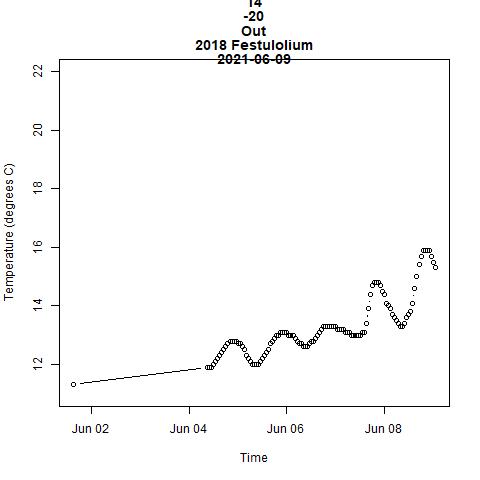 14
-20
Out
2018 Festulolium
2021-06-09
Temperature (degrees C)
22
20
18
16
14
12
Jun 02 Jun 04 Jun 06 Jun 08
Time